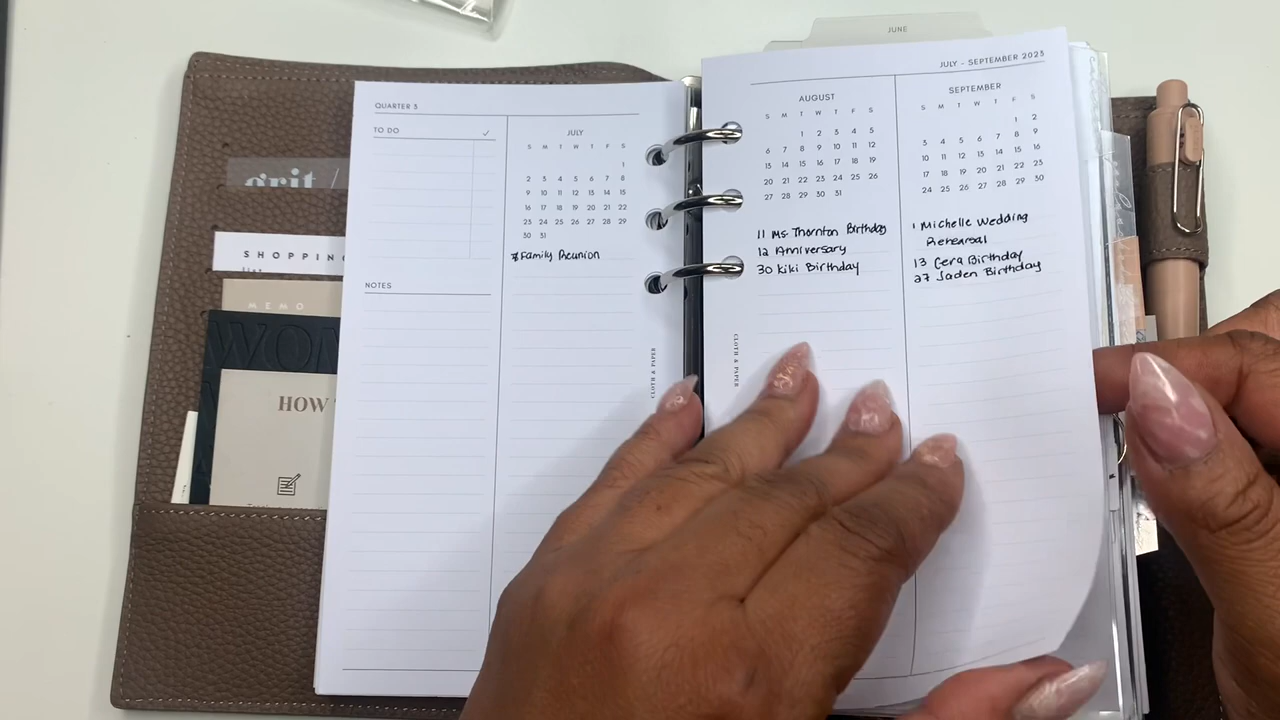 JUNE
grit /
SHOPPING
list
MEMO
WOM
HOW
QUARTER 3
TO DO ✓
NOTES
JULY
S M T W T F S
1
2 3 4 5 6 7 8
9 10 11 12 13 14 15
16 17 18 19 20 21 22
23 24 25 26 27 28 29
30 31
Family Reunion
CLOTH & PAPER
JULY - SEPTEMBER 2023
AUGUST
S M T W T F S
1 2 3 4 5
6 7 8 9 10 11 12
13 14 15 16 17 18 19
20 21 22 23 24 25 26
27 28 29 30 31
11 Ms. Thornton Birthday
12 Anniversary
30 Kiki Birthday
CLOTH & PAPER
SEPTEMBER
S M T W T F S
1 2
3 4 5 6 7 8 9
10 11 12 13 14 15 16
17 18 19 20 21 22 23
24 25 26 27 28 29 30
1 Michelle Wedding
Rehearsal
13 Cera Birthday
27 Jaden Birthday